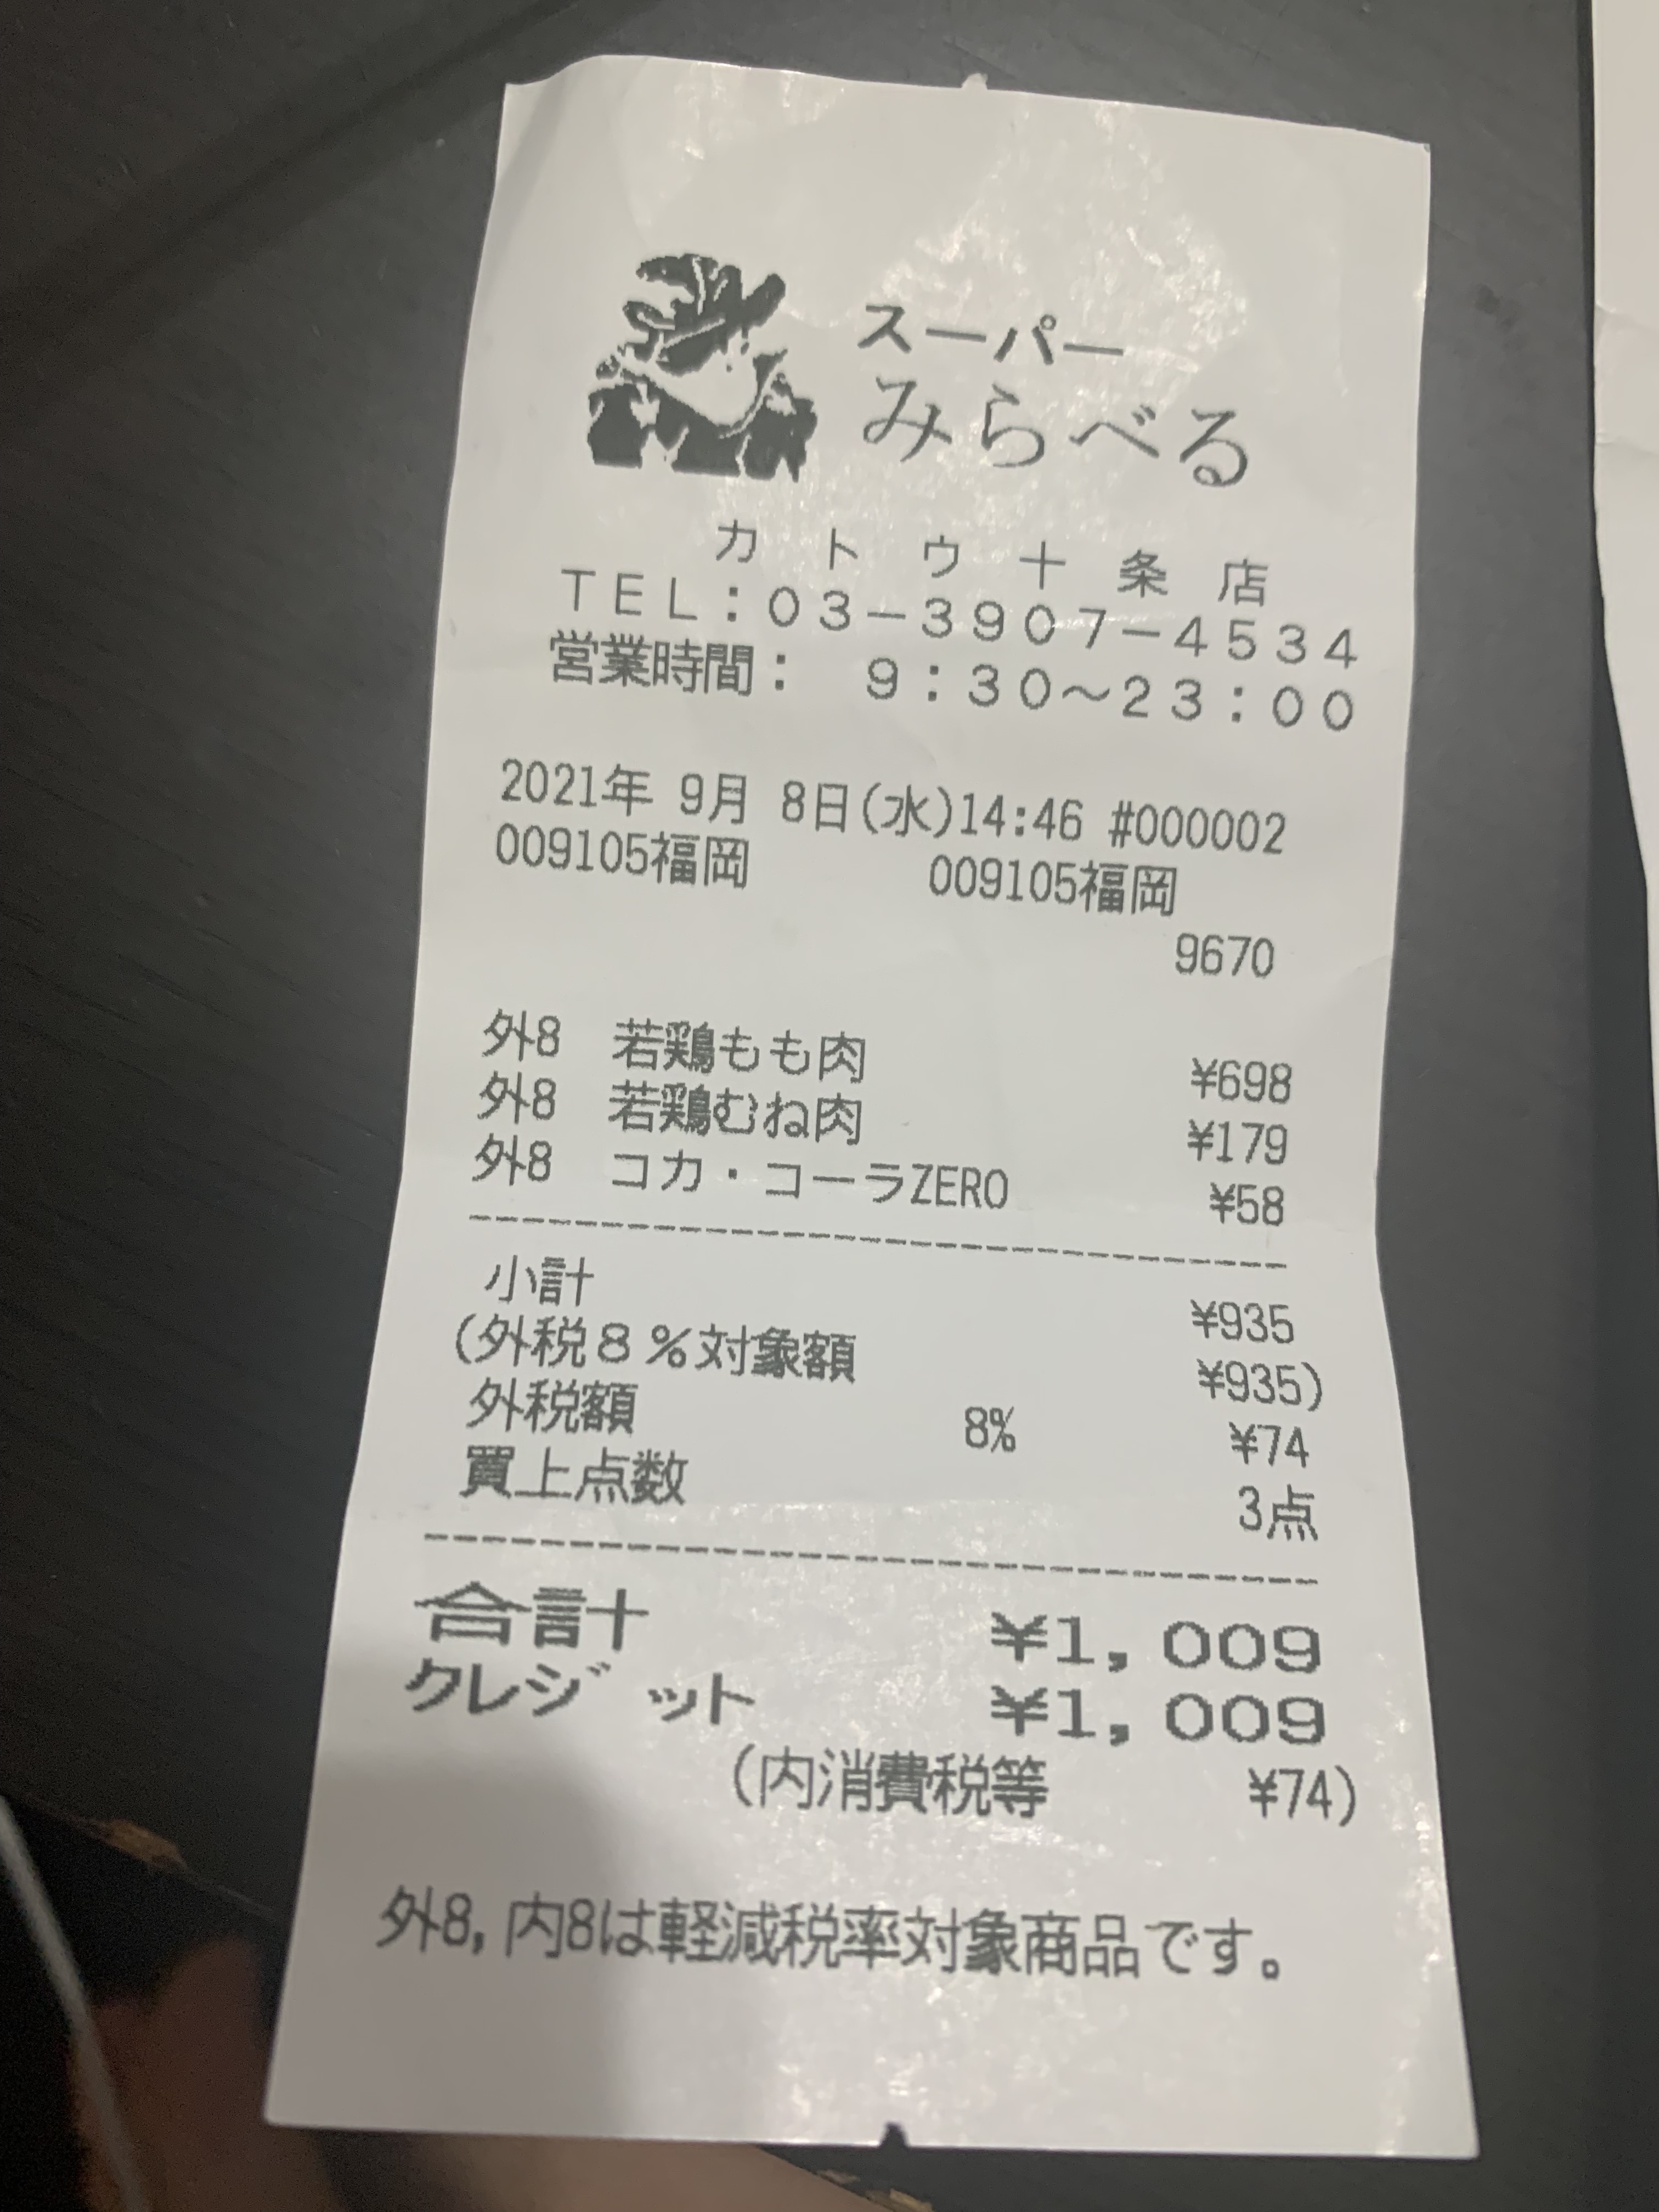 スーパー
みらべる
カトウ十条店
TEL:03-3907-4534
営業時間: 9:30~23:00
2021年 9月 8日(水)14:46 #000002
009105福岡 009105福岡
9670
外8 若鶏もも肉 ¥698
外8 若鶏むね肉 ¥179
外8 コカ・コーラZERO ¥58
小計 ¥935
(外税8%対象額 ¥935)
外税額 8% ¥74
買上点数 3点
合計 ¥1,009
クレジット ¥1,009
(内消費税等 ¥74)
外8,内8は軽減税率対象商品です。